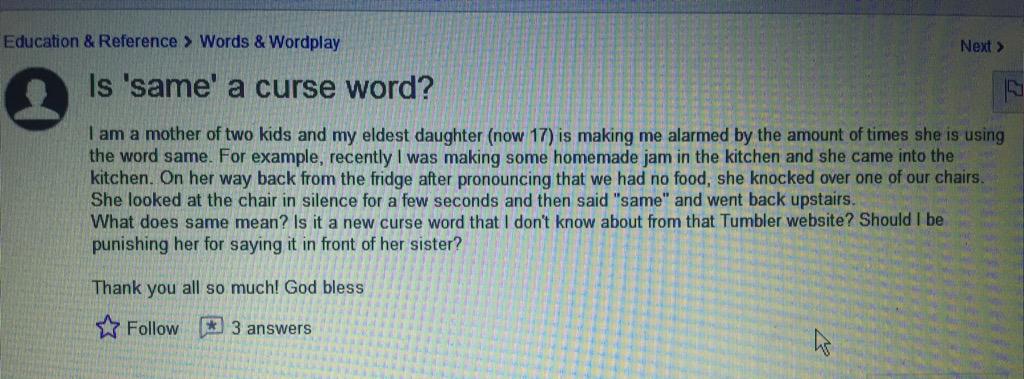 Education & Reference > Words & Wordplay
Next >
Is 'same' a curse word?
I am a mother of two kids and my eldest daughter (now 17) is making me alarmed by the amount of times she is using
the word same. For example, recently I was making some homemade jam in the kitchen and she came into the
kitchen. On her way back from the fridge after pronouncing that we had no food, she knocked over one of our chairs.
She looked at the chair in silence for a few seconds and then said "same" and went back upstairs.
What does same mean? Is it a new curse word that I don't know about from that Tumbler website? Should I be
punishing her for saying it in front of her sister?
Thank you all so much! God bless
Follow 3 answers